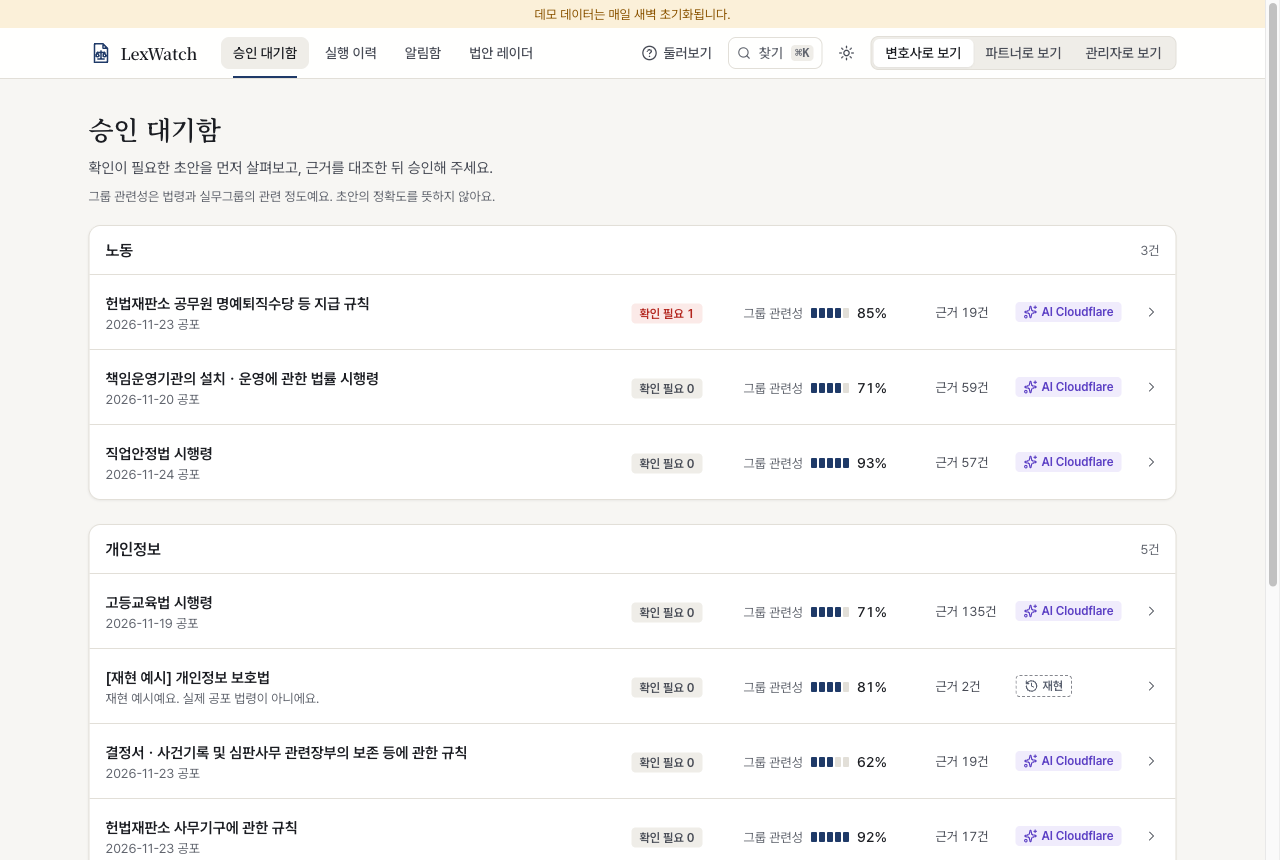 데모 데이터는 매일 새벽 초기화됩니다.
LexWatch 승인 대기함 실행 이력 알림함 법안 레이더 둘러보기 찾기 ⌘K 변호사로 보기 파트너로 보기 관리자로 보기
승인 대기함
확인이 필요한 초안을 먼저 살펴보고, 근거를 대조한 뒤 승인해 주세요.
그룹 관련성은 법령과 실무그룹의 관련 정도예요. 초안의 정확도를 뜻하지 않아요.
노동 3건
헌법재판소 공무원 명예퇴직수당 등 지급 규칙
2026-11-23 공포
확인 필요 1 그룹 관련성 85% 근거 19건 AI Cloudflare
책임운영기관의 설치ㆍ운영에 관한 법률 시행령
2026-11-20 공포
확인 필요 0 그룹 관련성 71% 근거 59건 AI Cloudflare
직업안정법 시행령
2026-11-24 공포
확인 필요 0 그룹 관련성 93% 근거 57건 AI Cloudflare
개인정보 5건
고등교육법 시행령
2026-11-19 공포
확인 필요 0 그룹 관련성 71% 근거 135건 AI Cloudflare
[재현 예시] 개인정보 보호법
재현 예시예요. 실제 공포 법령이 아니에요.
확인 필요 0 그룹 관련성 81% 근거 2건 재현
결정서ㆍ사건기록 및 심판사무 관련장부의 보존 등에 관한 규칙
2026-11-23 공포
확인 필요 0 그룹 관련성 62% 근거 19건 AI Cloudflare
헌법재판소 사무기구에 관한 규칙
2026-11-23 공포
확인 필요 0 그룹 관련성 92% 근거 17건 AI Cloudflare